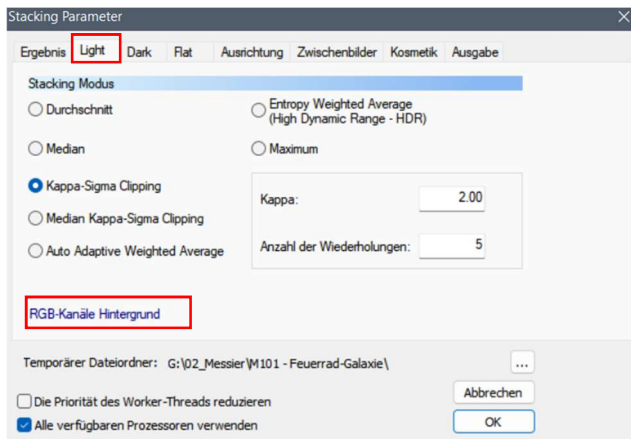 Stacking Parameter
Ergebnis Light Dark Flat Ausrichtung Zwischenbilder Kosmetik Ausgabe
Stacking Modus
Durchschnitt
Entropy Weighted Average
(High Dynamic Range - HDR)
Median
Maximum
Kappa-Sigma Clipping
Median Kappa-Sigma Clipping
Auto Adaptive Weighted Average
Kappa: 2.00
Anzahl der Wiederholungen: 5
RGB-Kanäle Hintergrund
Temporärer Dateiordner: G:\02_Messier\M101 - Feuerrad-Galaxie\ ...
Die Priorität des Worker-Threads reduzieren
Alle verfügbaren Prozessoren verwenden
Abbrechen
OK